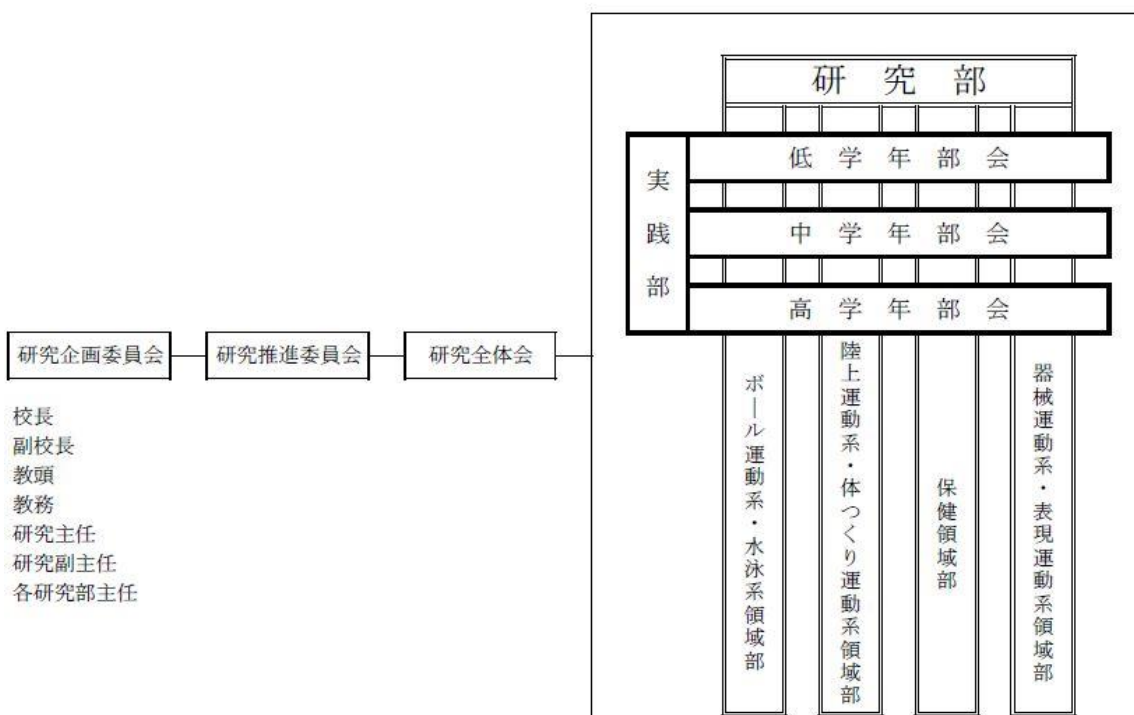 研究部
実践部
低学年部会
中学年部会
高学年部会
研究企画委員会
研究推進委員会
研究全体会
校長
副校長
教頭
教務
研究主任
研究副主任
各研究部主任
ボール運動系・水泳系領域部
陸上運動系・体つくり運動系領域部
保健領域部
器械運動系・表現運動系領域部